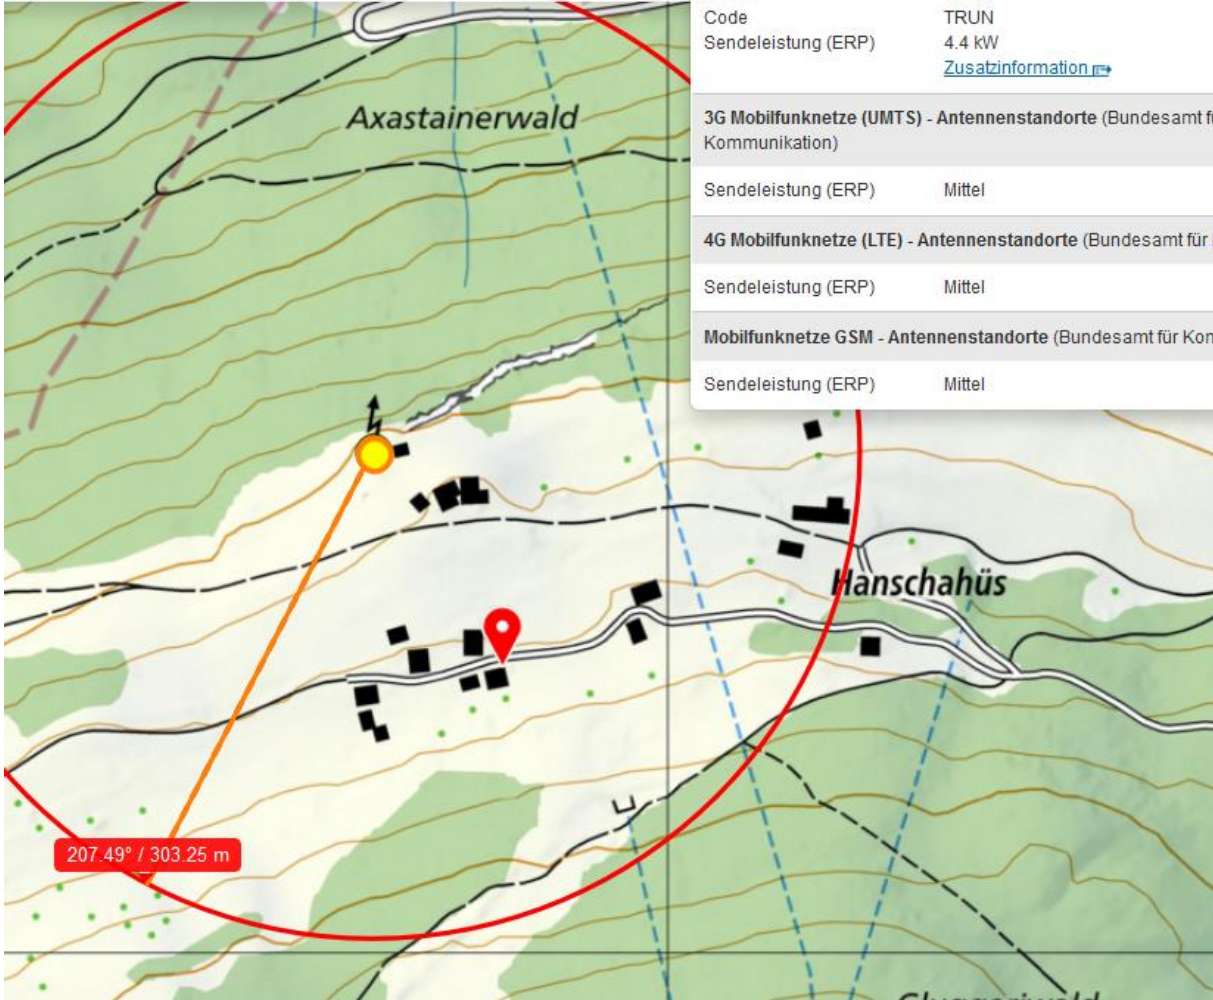 Code TRUN
Sendeleistung (ERP) 4.4 kW
Zusatzinformation
3G Mobilfunknetze (UMTS) - Antennenstandorte (Bundesamt
Kommunikation)
Sendeleistung (ERP) Mittel
4G Mobilfunknetze (LTE) - Antennenstandorte (Bundesamt für
Sendeleistung (ERP) Mittel
Mobilfunknetze GSM - Antennenstandorte (Bundesamt für Kon
Sendeleistung (ERP) Mittel
Axastainerwald
Hanschahüs
207.49° / 303.25 m